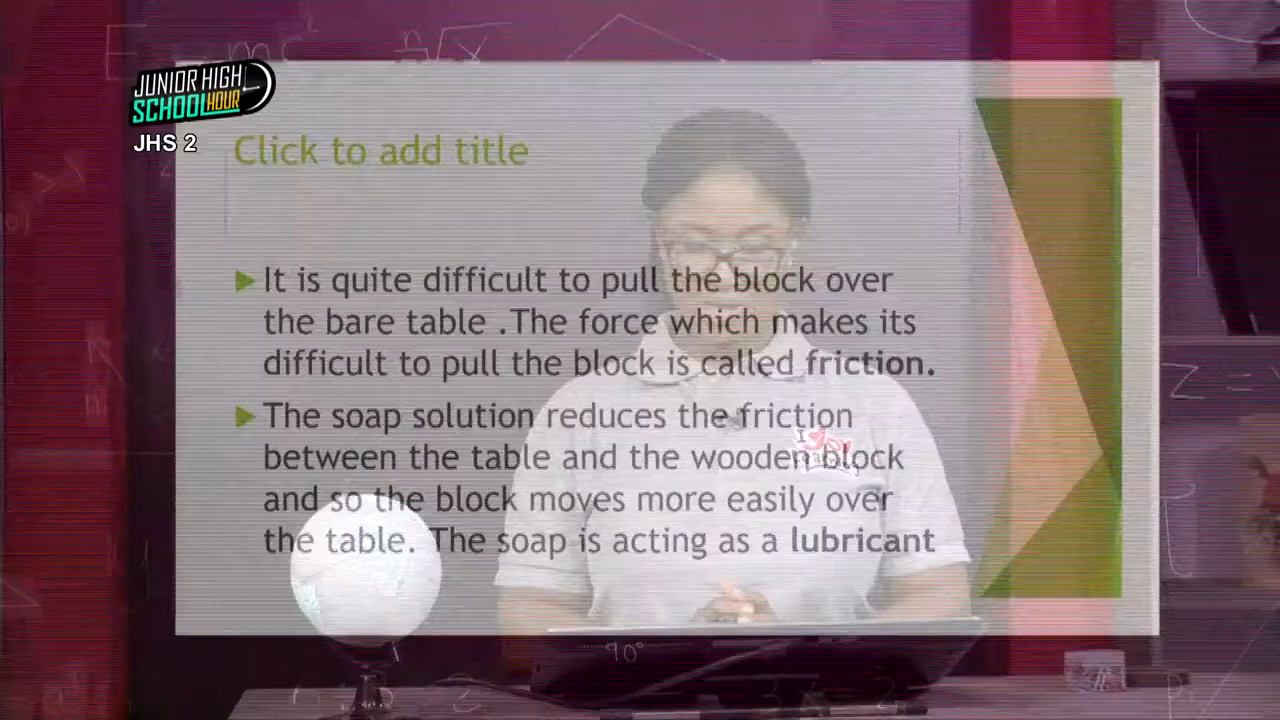 E = mc²
n√x
JUNIOR HIGH
SCHOOL HOUR
JHS 2
Click to add title
It is quite difficult to pull the block over
the bare table .The force which makes its
difficult to pull the block is called friction.
The soap solution reduces the friction
between the table and the wooden block
and so the block moves more easily over
the table. The soap is acting as a lubricant
I Joy
90°